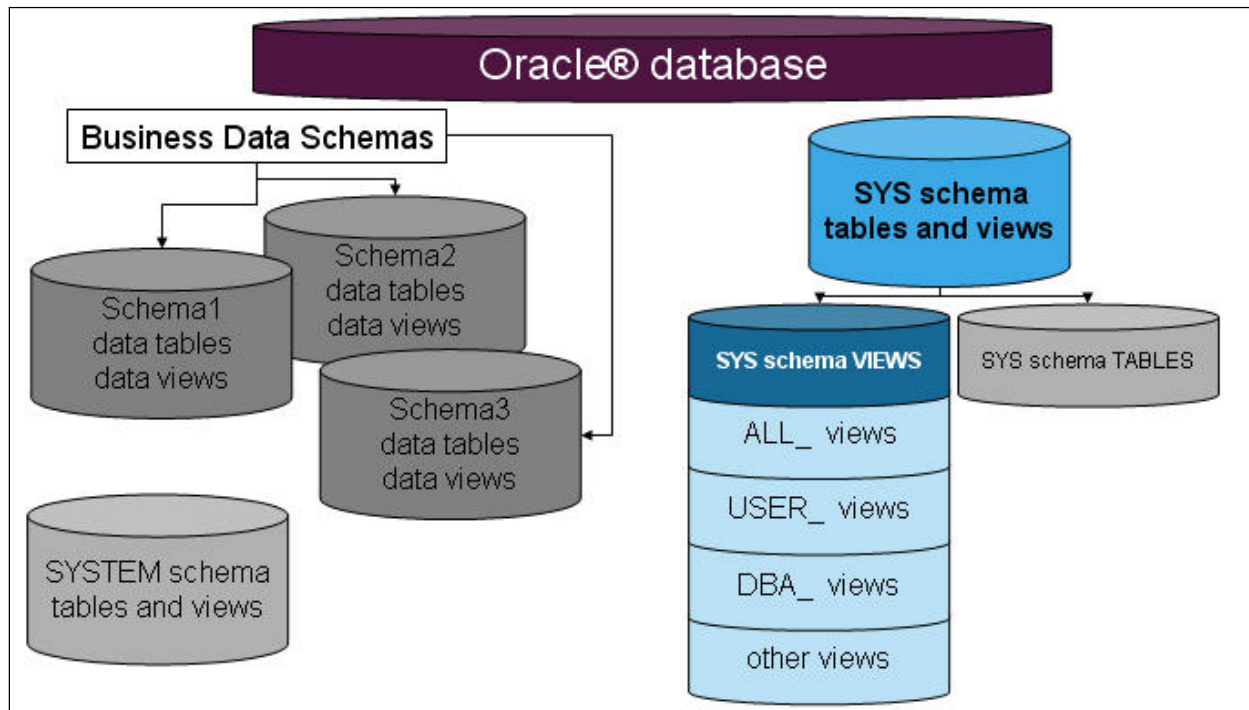 Oracle® database
Business Data Schemas
Schema1
data tables
data views
Schema2
data tables
data views
Schema3
data tables
data views
SYSTEM schema
tables and views
SYS schema
tables and views
SYS schema VIEWS
ALL_ views
USER_ views
DBA_ views
other views
SYS schema TABLES